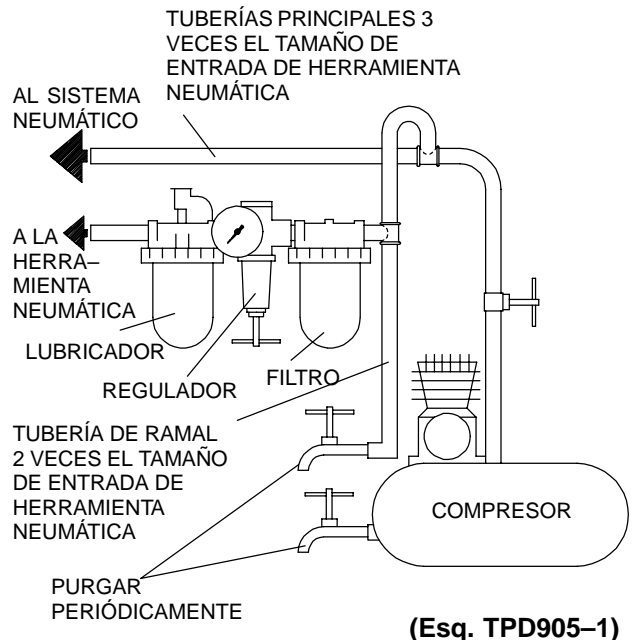 TUBERÍAS PRINCIPALES 3
VECES EL TAMAÑO DE
ENTRADA DE HERRAMIENTA
NEUMÁTICA
AL SISTEMA
NEUMÁTICO
A LA
HERRA–
MIENTA
NEUMÁTICA
LUBRICADOR
REGULADOR
FILTRO
TUBERÍA DE RAMAL
2 VECES EL TAMAÑO
DE ENTRADA DE
HERRAMIENTA
NEUMÁTICA
COMPRESOR
PURGAR
PERIÓDICAMENTE
(Esq. TPD905–1)